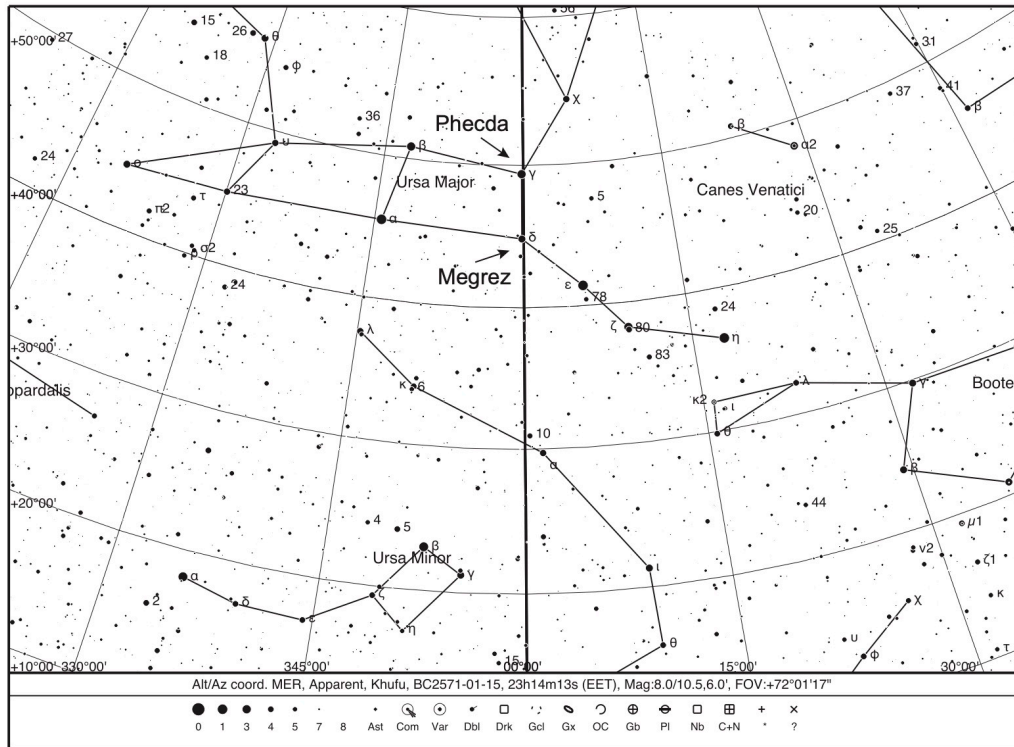 56
15
27
+50°00'
26
θ
31
18
φ
37
41
χ
β
36
Phecda
β
β
α2
υ
24
ο
Ursa Major
γ
Canes Venatici
+40°00'
23
τ
5
π2
α
20
25
δ
σ2
ρ
Megrez
24
ε
78
24
λ
ζ
80
η
+30°00'
83
opardalis
κ
6
λ
γ
Boote
κ2
ι
θ
10
α
β
+20°00'
44
4
5
μ1
β
ν2
Ursa Minor
ζ1
α
γ
ι
2
δ
ζ
κ
ε
χ
η
υ
θ
15
φ
τ
+10°00'
330°00'
345°00'
00°00'
15°00'
30°00'
Alt/Az coord. MER, Apparent, Khufu, BC2571-01-15, 23h14m13s (EET), Mag:8.0/10.5,6.0', FOV:+72°01'17"
0 1 3 4 5 7 8 Ast Com Var Dbl Drk Gcl Gx OC Gb Pl Nb C+N * ?